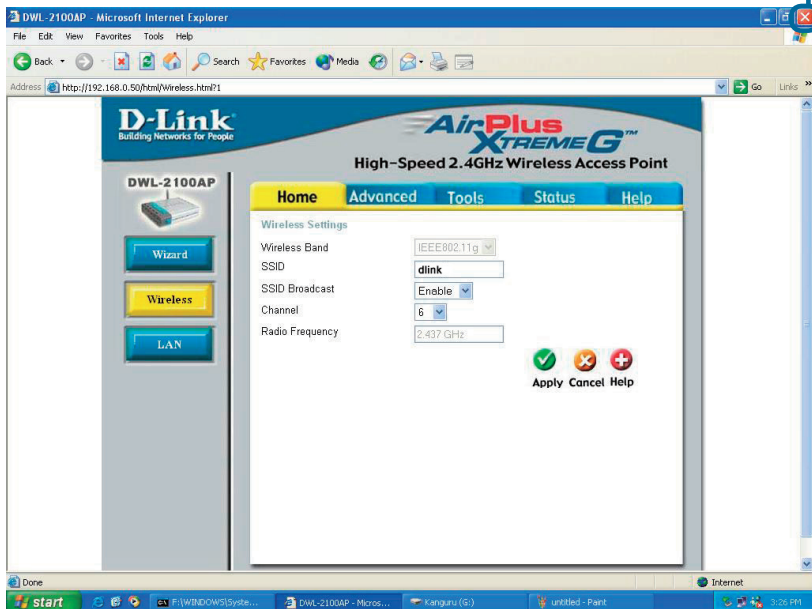 DWL-2100AP - Microsoft Internet Explorer
File Edit View Favorites Tools Help
Back Search Favorites Media
Address http://192.168.0.50/html/Wireless.html?1 Go Links »
D-Link
Building Networks for People
AirPlus
XTREME G™
High-Speed 2.4GHz Wireless Access Point
DWL-2100AP
Home Advanced Tools Status Help
Wizard
Wireless
LAN
Wireless Settings
Wireless Band IEEE802.11g
SSID dlink
SSID Broadcast Enable
Channel 6
Radio Frequency 2.437 GHz
Apply Cancel Help
Done Internet
start F:\WINDOWS\Syste... DWL-2100AP - Micros... Kanguru (G:) untitled - Paint 3:26 PM